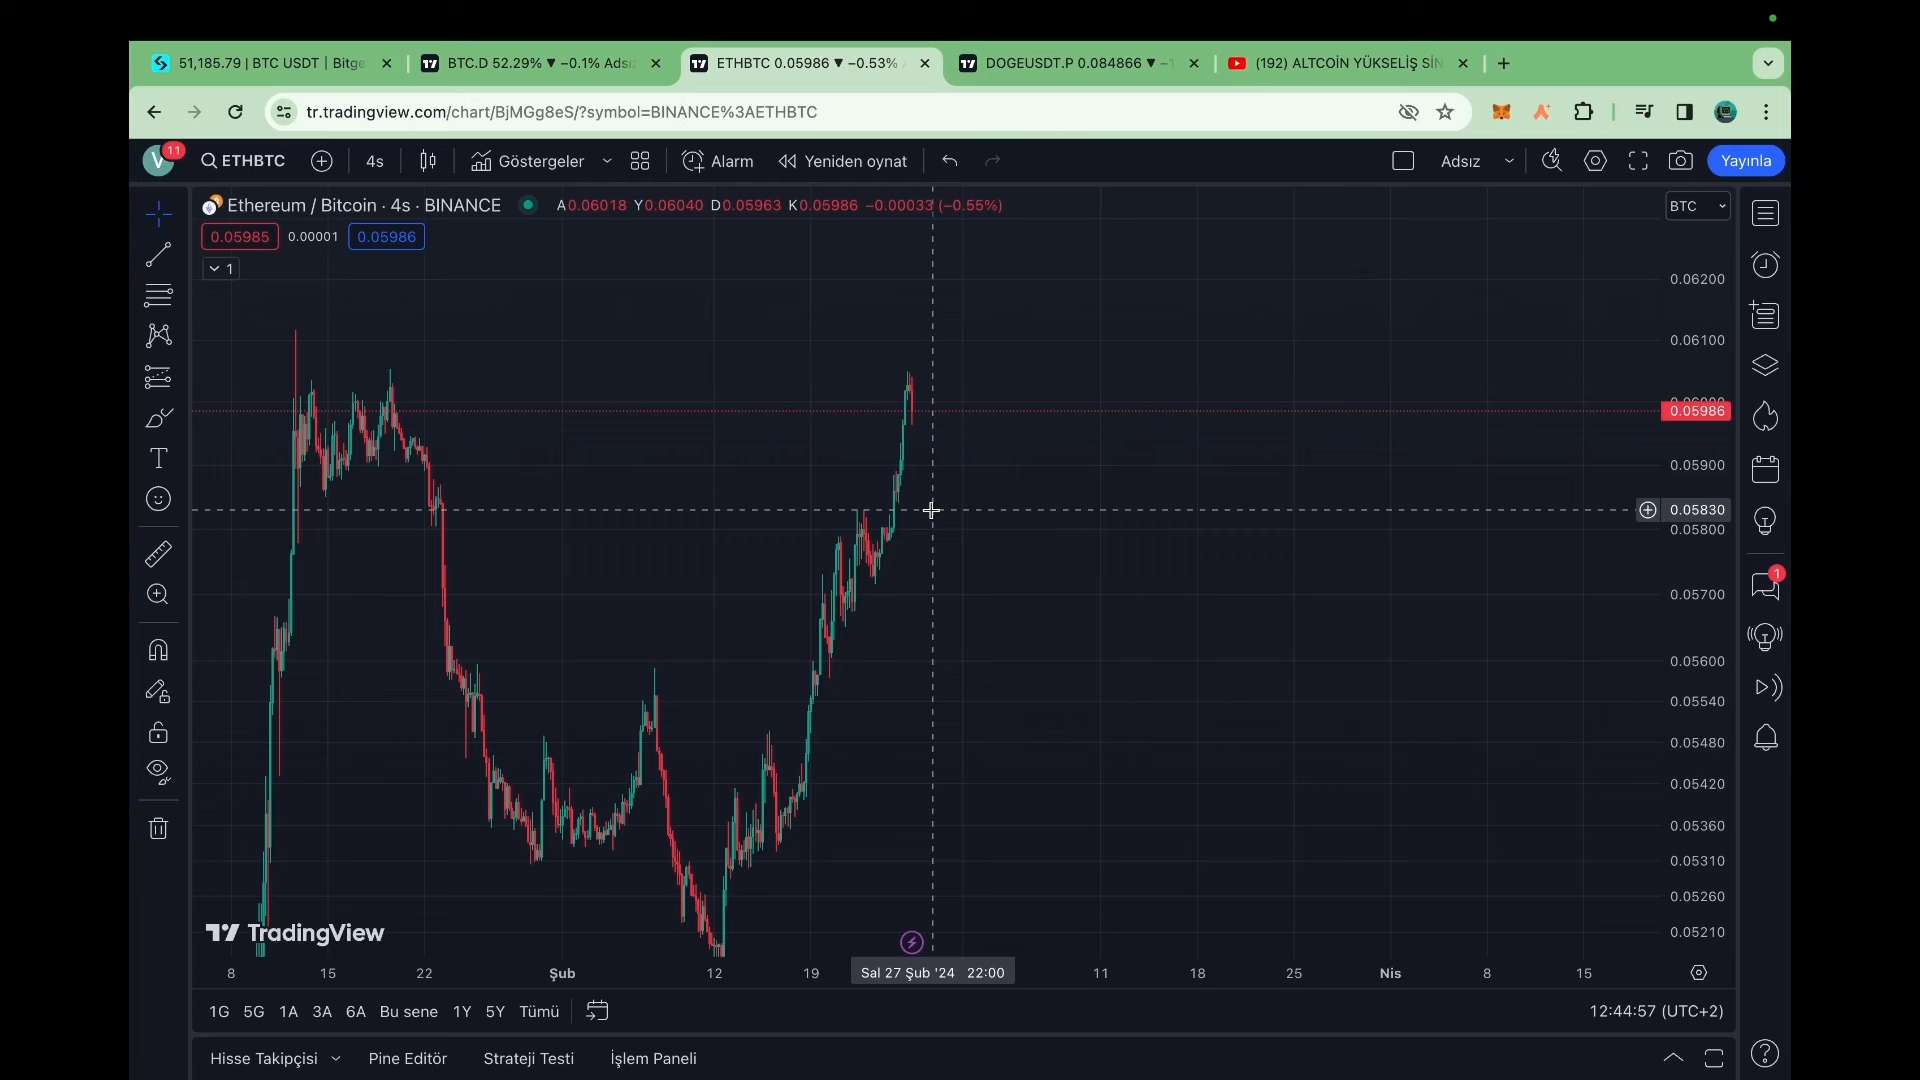 51,185.79 | BTC USDT | Bitge
BTC.D 52.29% ▼ −0.1% Adsı
ETHBTC 0.05986 ▼ −0.53%
DOGEUSDT.P 0.084866 ▼ −1
(192) ALTCOİN YÜKSELİŞ SİN
tr.tradingview.com/chart/BjMGg8eS/?symbol=BINANCE%3AETHBTC
V
11
ETHBTC
4s
Göstergeler
Alarm
Yeniden oynat
Adsız
Yayınla
Ethereum / Bitcoin · 4s · BINANCE
A0.06018 Y0.06040 D0.05963 K0.05986 −0.00033 (−0.55%)
BTC
0.05985
0.00001
0.05986
1
0.06200
0.06100
0.05986
0.05900
0.05830
0.05800
0.05700
1
0.05600
0.05540
0.05480
0.05420
0.05360
0.05310
0.05260
0.05210
TradingView
8
15
22
Şub
12
19
Sal 27 Şub '24 22:00
11
18
25
Nis
8
15
1G 5G 1A 3A 6A Bu sene 1Y 5Y Tümü
12:44:57 (UTC+2)
Hisse Takipçisi
Pine Editör
Strateji Testi
İşlem Paneli